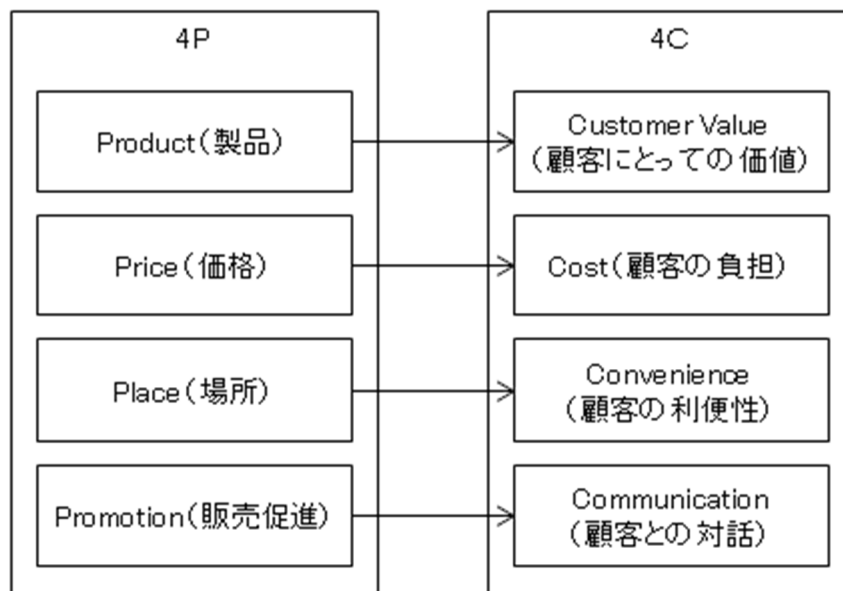 4P
4C
Product(製品)
Customer Value
(顧客にとっての価値)
Price(価格)
Cost(顧客の負担)
Place(場所)
Convenience
(顧客の利便性)
Promotion(販売促進)
Communication
(顧客との対話)